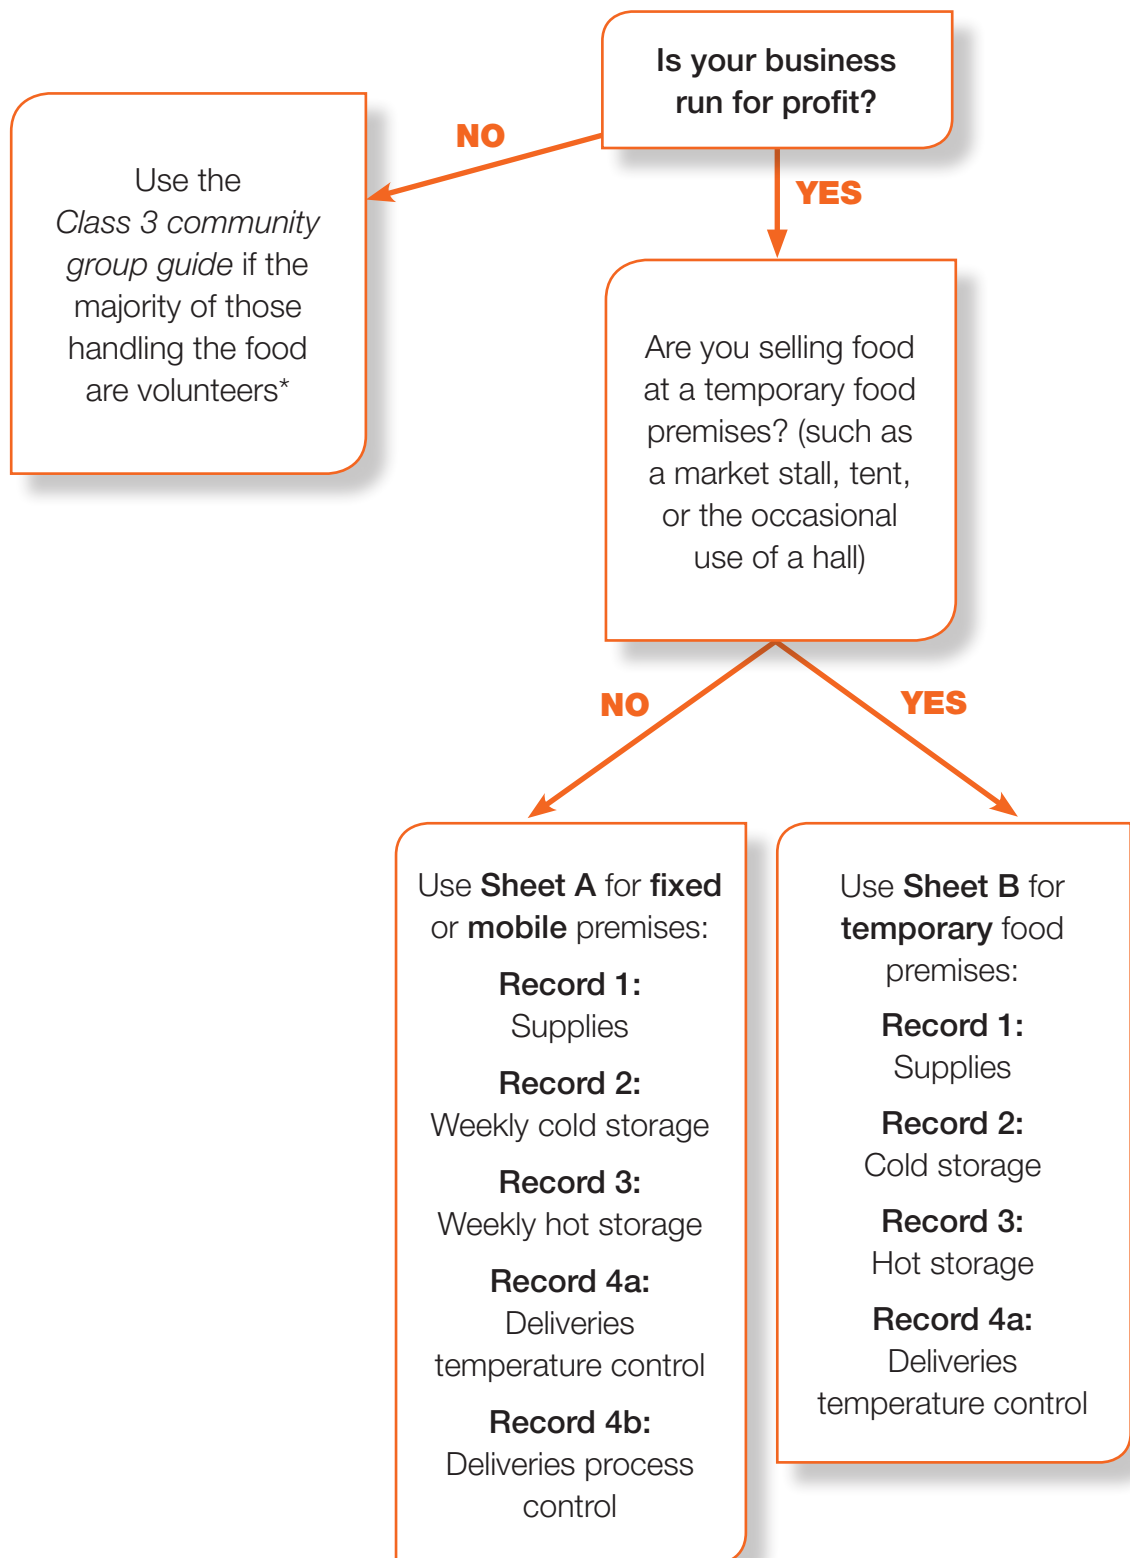 Is your business
run for profit?
NO
YES
Use the
Class 3 community
group guide if the
majority of those
handling the food
are volunteers*
Are you selling food
at a temporary food
premises? (such as
a market stall, tent,
or the occasional
use of a hall)
NO
YES
Use Sheet A for fixed
or mobile premises:
Record 1:
Supplies
Record 2:
Weekly cold storage
Record 3:
Weekly hot storage
Record 4a:
Deliveries
temperature control
Record 4b:
Deliveries process
control
Use Sheet B for
temporary food
premises:
Record 1:
Supplies
Record 2:
Cold storage
Record 3:
Hot storage
Record 4a:
Deliveries
temperature control